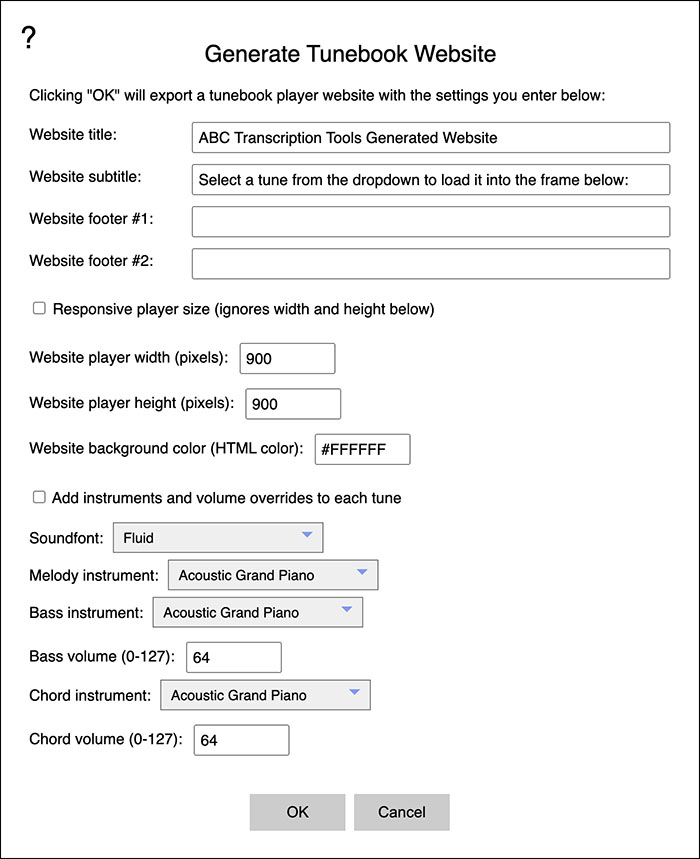 ?
Generate Tunebook Website
Clicking "OK" will export a tunebook player website with the settings you enter below:
Website title: ABC Transcription Tools Generated Website
Website subtitle: Select a tune from the dropdown to load it into the frame below:
Website footer #1:
Website footer #2:
Responsive player size (ignores width and height below)
Website player width (pixels): 900
Website player height (pixels): 900
Website background color (HTML color): #FFFFFF
Add instruments and volume overrides to each tune
Soundfont: Fluid
Melody instrument: Acoustic Grand Piano
Bass instrument: Acoustic Grand Piano
Bass volume (0-127): 64
Chord instrument: Acoustic Grand Piano
Chord volume (0-127): 64
OK Cancel